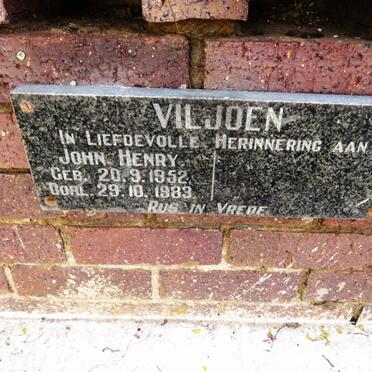 VILJOEN
IN LIEFDEVOLLE HERINNERING AAN
JOHN HENRY
GEB. 20.9.1952
OORL. 29.10.1983
RUS IN VREDE